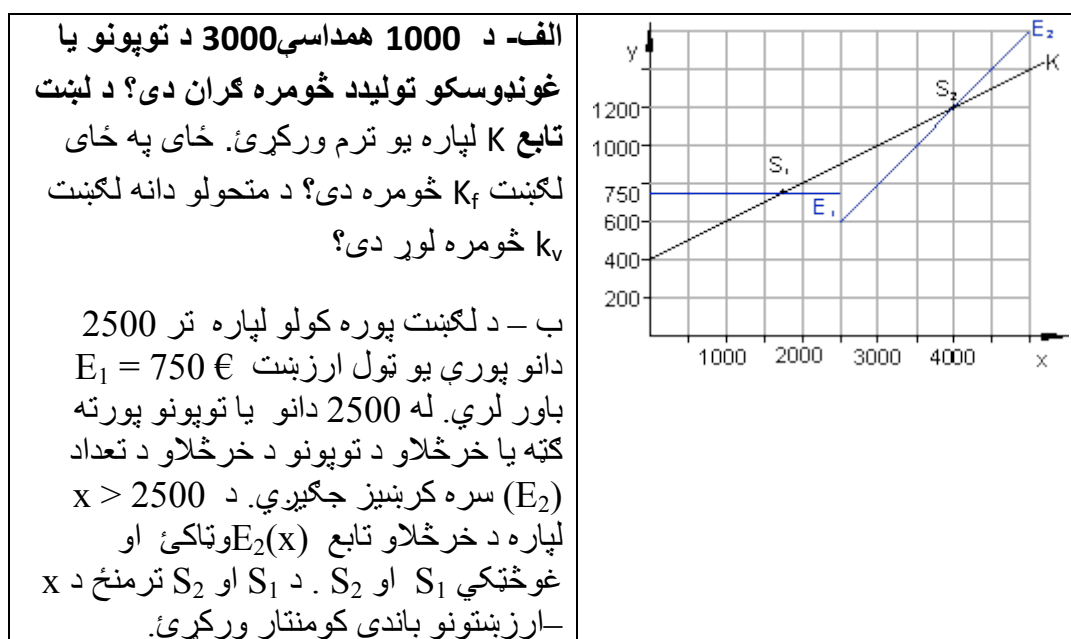 الف- د 1000 همداسې3000 د توپونو يا
غونډوسکو توليدد څومره ګران دی؟ د لښت
تابع K لپاره يو ترم ورکړئ. ځای په ځای
لګښت Kf څومره دی؟ د متحولو دانه لګښت
kv څومره لوړ دی؟
ب – د لګښت پوره کولو لپاره تر 2500
دانو پورې يو ټول ارزښت E1 = 750 €
باور لري. له 2500 دانو يا توپونو پورته
ګټه يا خرڅلاو د توپونو د خرڅلاو د تعداد
(E2) سره کرښيز جګيږي. د x > 2500
لپاره د خرڅلاو تابع E2(x)وټاکئ او
غوڅټکي S1 او S2 . د S1 او S2 ترمنځ د x
–ارزښتونو باندې کومنتار ورکړئ.
y
E2
K
S2
1200
1000
S1
750
E1
600
400
200
1000 2000 3000 4000 x